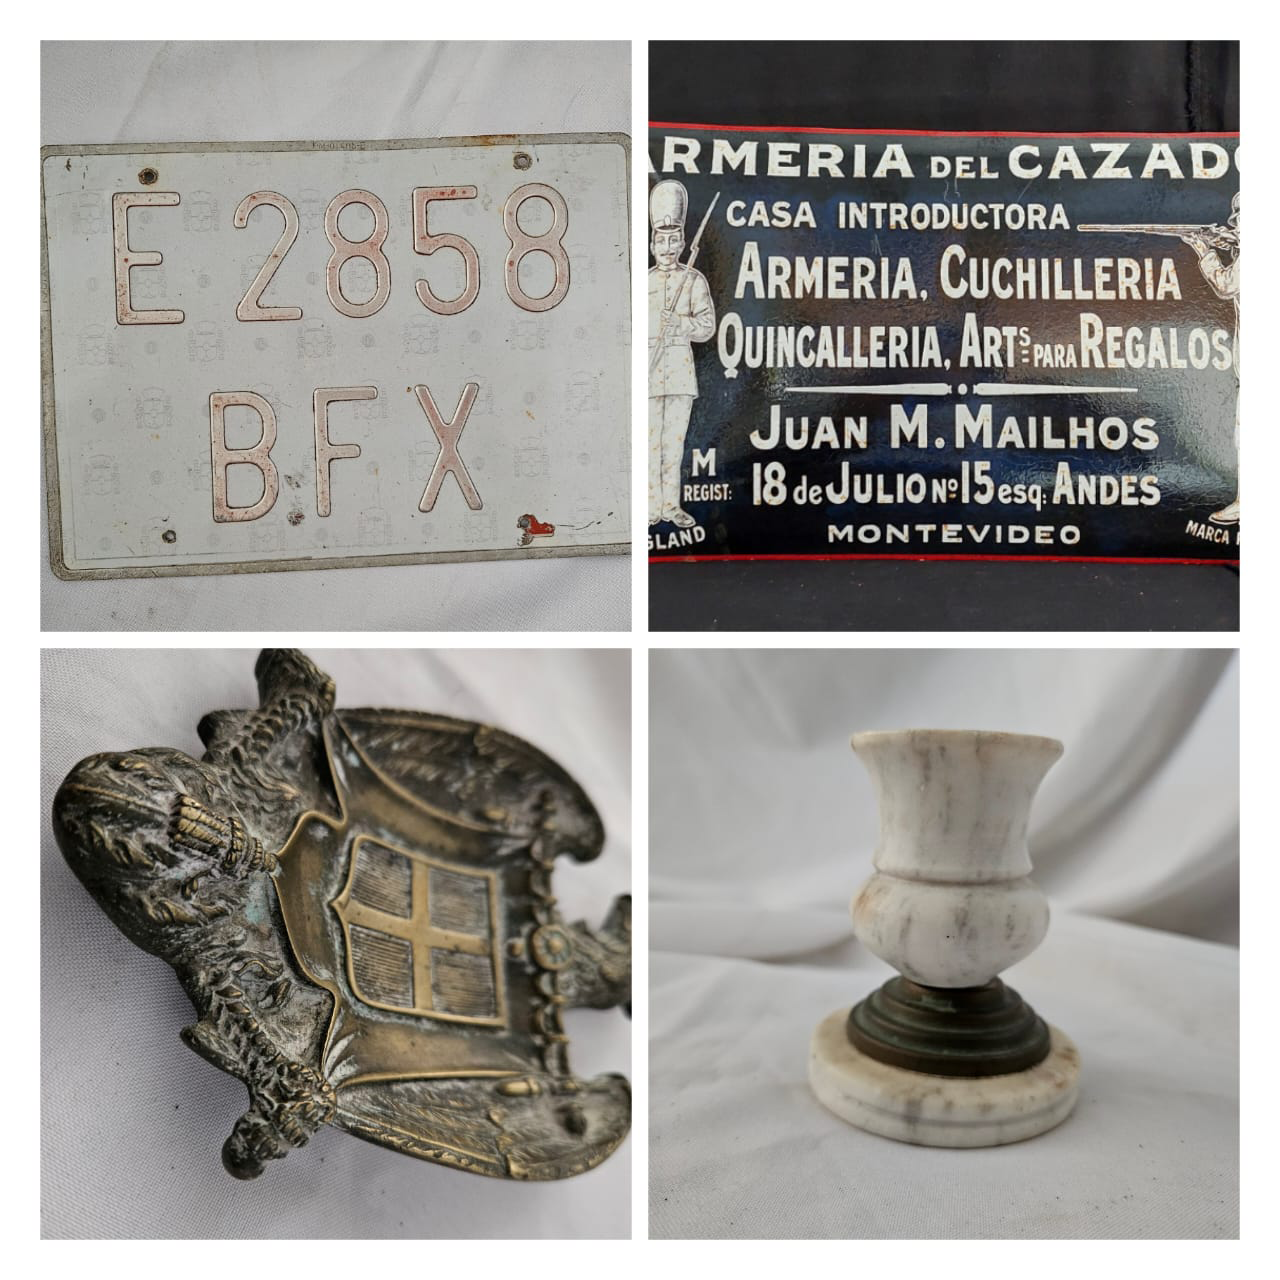 E 2858
BFX
ARMERIA DEL CAZADO
CASA INTRODUCTORA
ARMERIA, CUCHILLERIA
QUINCALLERIA, ARTS PARA REGALOS
JUAN M. MAILHOS
M
REGIST:
18 de JULIO Nº 15 esq: ANDES
GLAND
MONTEVIDEO
MARCA